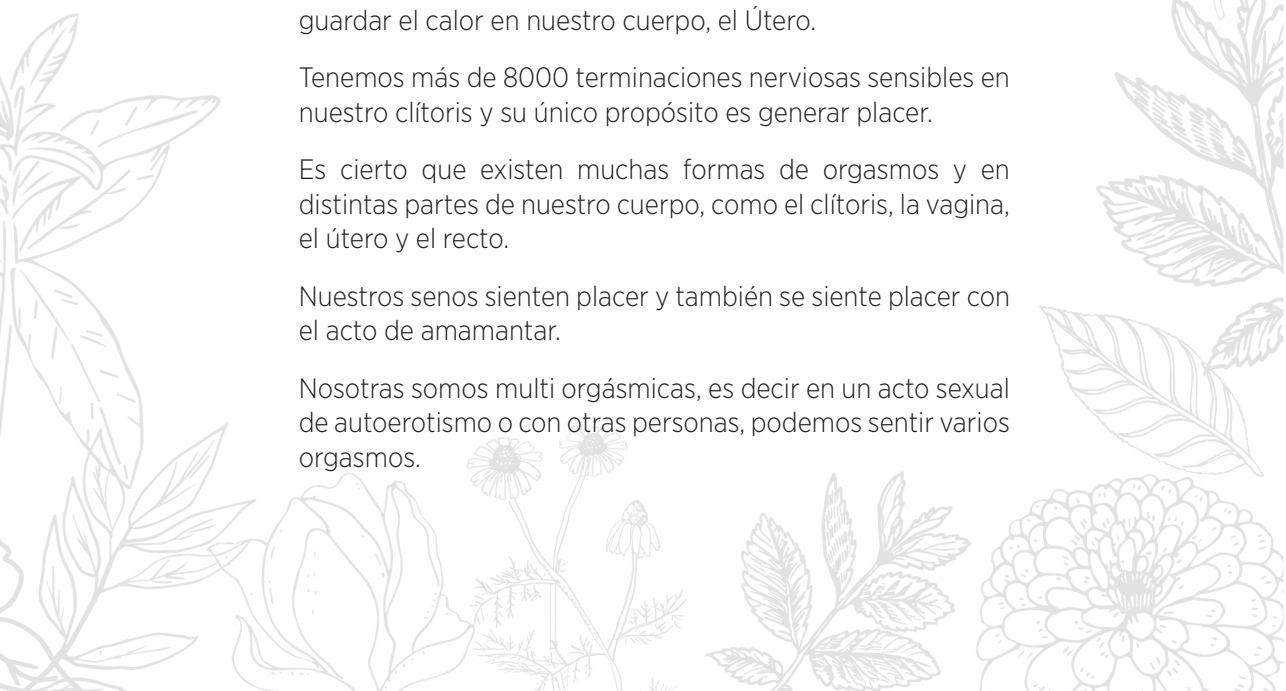 guardar el calor en nuestro cuerpo, el Útero.
Tenemos más de 8000 terminaciones nerviosas sensibles en
nuestro clítoris y su único propósito es generar placer.
Es cierto que existen muchas formas de orgasmos y en
distintas partes de nuestro cuerpo, como el clítoris, la vagina,
el útero y el recto.
Nuestros senos sienten placer y también se siente placer con
el acto de amamantar.
Nosotras somos multi orgásmicas, es decir en un acto sexual
de autoerotismo o con otras personas, podemos sentir varios
orgasmos.